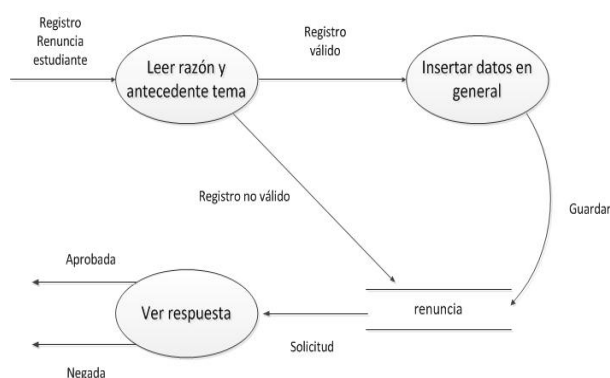 Registro
Renuncia
estudiante
Leer razón y
antecedente tema
Registro
válido
Insertar datos en
general
Registro no válido
Guardar
Aprobada
Ver respuesta
renuncia
Solicitud
Negada